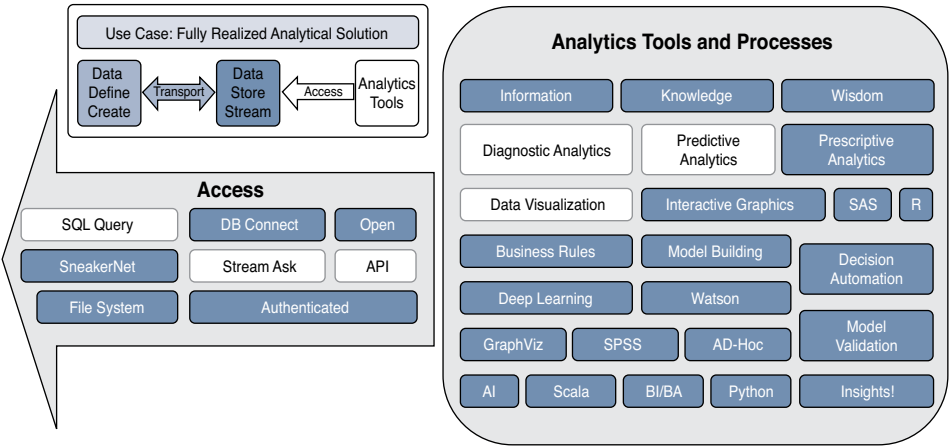 Use Case: Fully Realized Analytical Solution
Data
Define
Create
Transport
Data
Store
Stream
Access
Analytics
Tools
Access
SQL Query
DB Connect
Open
SneakerNet
Stream Ask
API
File System
Authenticated
Analytics Tools and Processes
Information
Knowledge
Wisdom
Diagnostic Analytics
Predictive
Analytics
Prescriptive
Analytics
Data Visualization
Interactive Graphics
SAS
R
Business Rules
Model Building
Decision
Automation
Deep Learning
Watson
GraphViz
SPSS
AD-Hoc
Model
Validation
AI
Scala
BI/BA
Python
Insights!